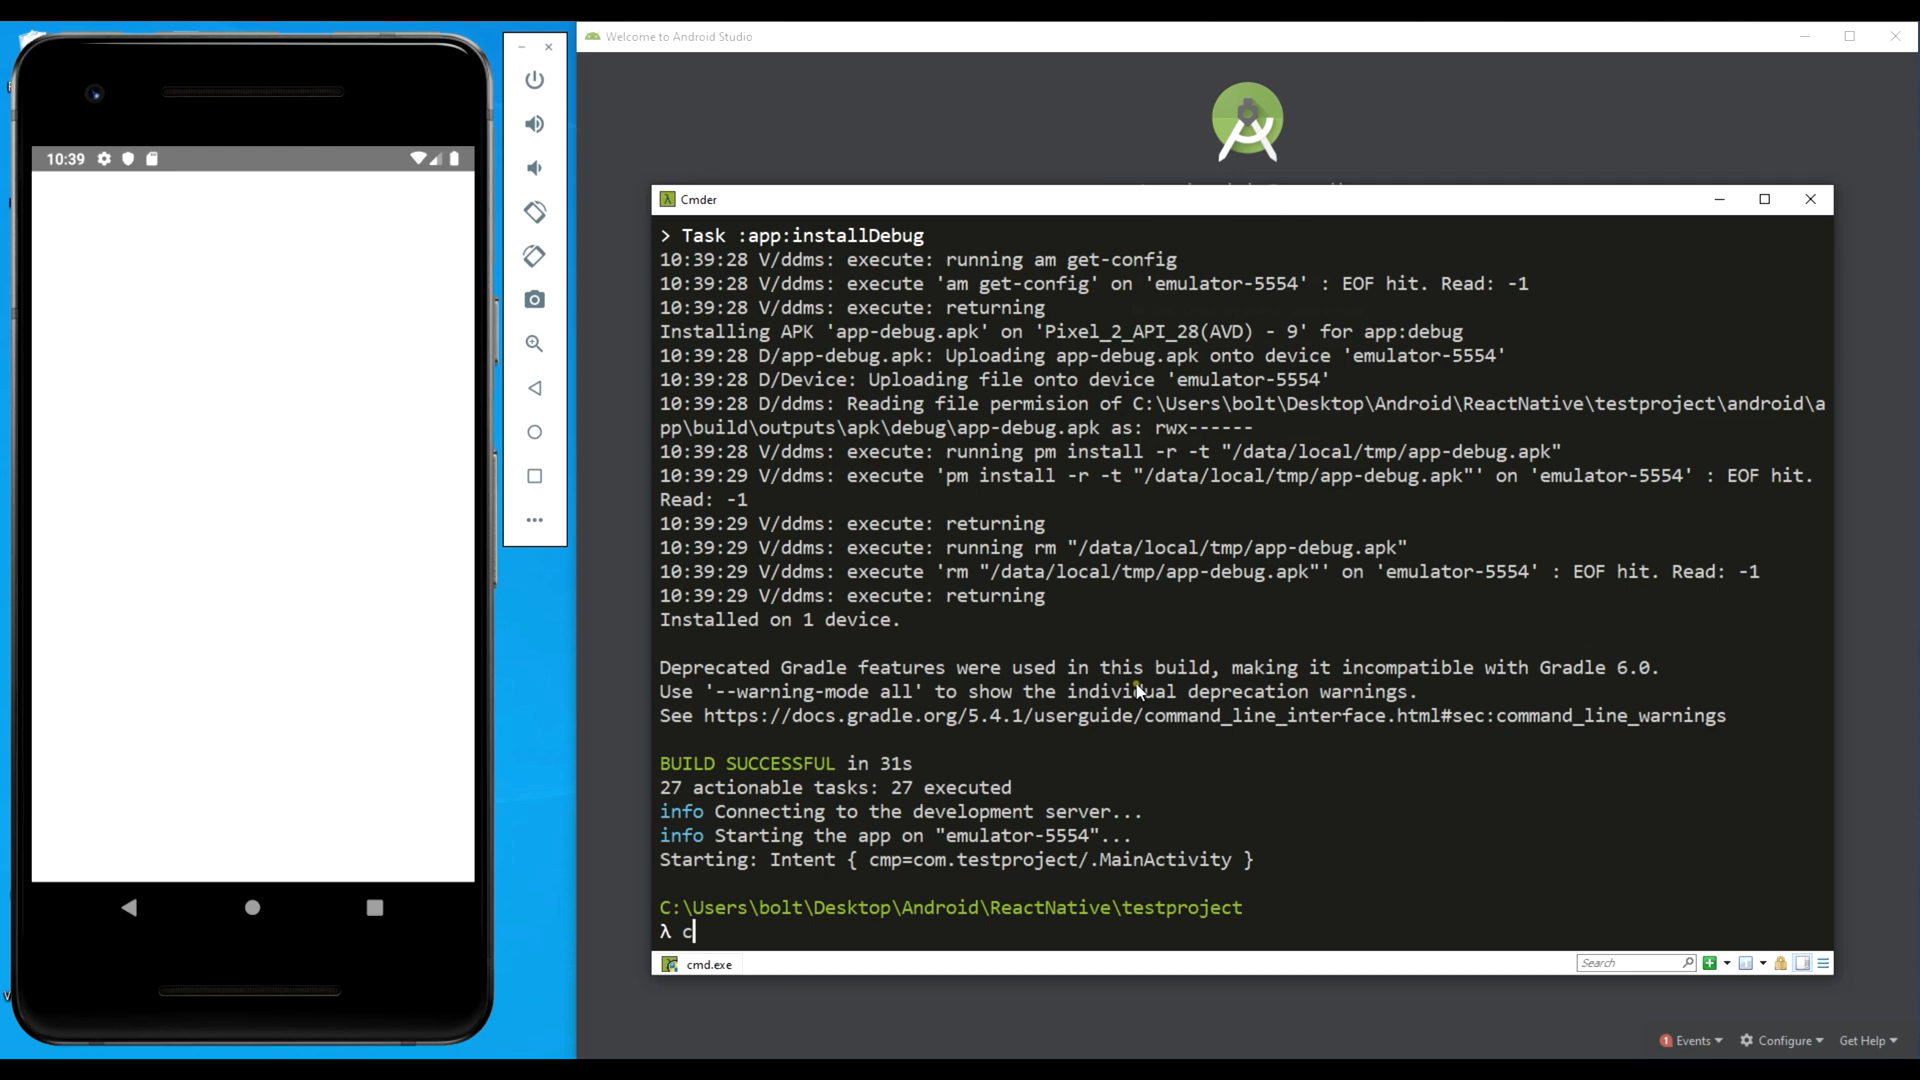 10:39
Welcome to Android Studio
Cmder
> Task :app:installDebug
10:39:28 V/ddms: execute: running am get-config
10:39:28 V/ddms: execute 'am get-config' on 'emulator-5554' : EOF hit. Read: -1
10:39:28 V/ddms: execute: returning
Installing APK 'app-debug.apk' on 'Pixel_2_API_28(AVD) - 9' for app:debug
10:39:28 D/app-debug.apk: Uploading app-debug.apk onto device 'emulator-5554'
10:39:28 D/Device: Uploading file onto device 'emulator-5554'
10:39:28 D/ddms: Reading file permision of C:\Users\bolt\Desktop\Android\ReactNative\testproject\android\a
pp\build\outputs\apk\debug\app-debug.apk as: rwx------
10:39:28 V/ddms: execute: running pm install -r -t "/data/local/tmp/app-debug.apk"
10:39:29 V/ddms: execute 'pm install -r -t "/data/local/tmp/app-debug.apk"' on 'emulator-5554' : EOF hit.
Read: -1
10:39:29 V/ddms: execute: returning
10:39:29 V/ddms: execute: running rm "/data/local/tmp/app-debug.apk"
10:39:29 V/ddms: execute 'rm "/data/local/tmp/app-debug.apk"' on 'emulator-5554' : EOF hit. Read: -1
10:39:29 V/ddms: execute: returning
Installed on 1 device.
Deprecated Gradle features were used in this build, making it incompatible with Gradle 6.0.
Use '--warning-mode all' to show the individual deprecation warnings.
See https://docs.gradle.org/5.4.1/userguide/command_line_interface.html#sec:command_line_warnings
BUILD SUCCESSFUL in 31s
27 actionable tasks: 27 executed
info Connecting to the development server...
info Starting the app on "emulator-5554"...
Starting: Intent { cmp=com.testproject/.MainActivity }
C:\Users\bolt\Desktop\Android\ReactNative\testproject
λ c
cmd.exe
Search
1 Events
Configure
Get Help